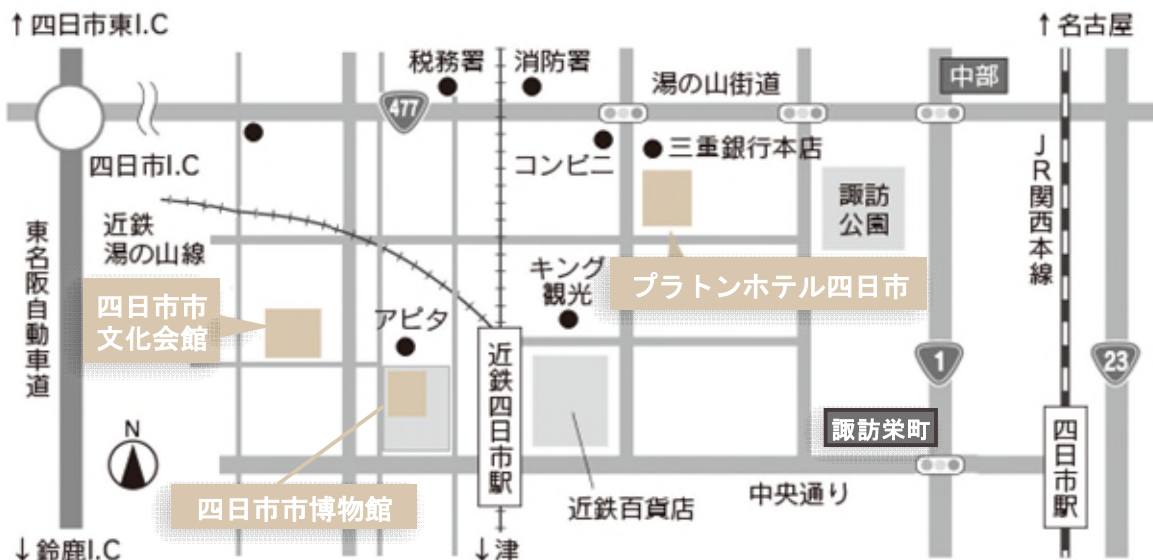 ↑四日市東I.C
↑名古屋
税務署
消防署
中部
477
湯の山街道
四日市I.C
コンビニ
三重銀行本店
JR関西本線
諏訪
公園
東名阪自動車道
近鉄
湯の山線
キング
観光
プラトンホテル四日市
四日市市
文化会館
アピタ
近鉄四日市駅
1
23
N
諏訪栄町
四日市駅
四日市市博物館
近鉄百貨店
中央通り
↓鈴鹿I.C
↓津